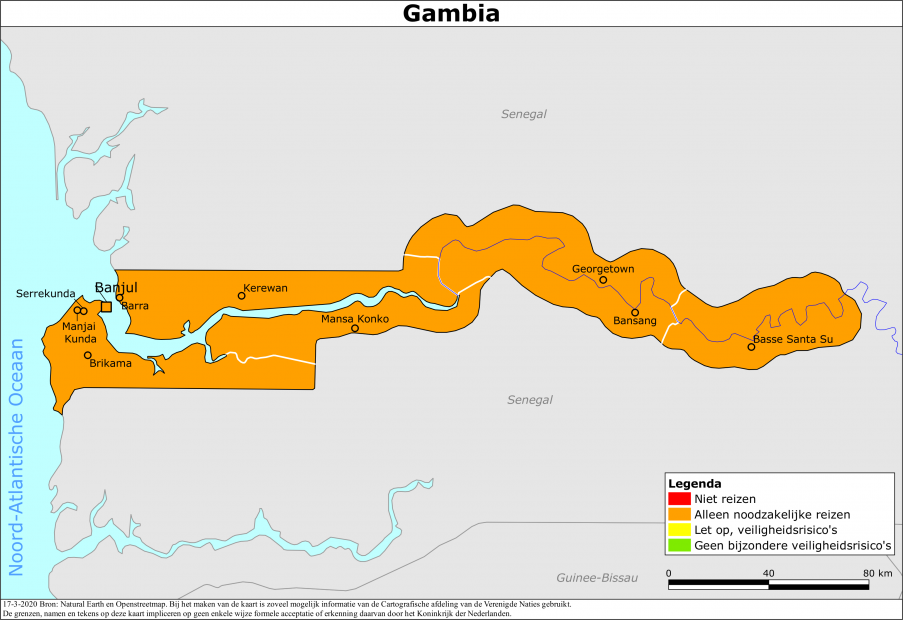 Gambia
Senegal
Georgetown
Banjul
Serrekunda
Kerewan
Barra
Mansa Konko
Bansang
Manjai
Kunda
Basse Santa Su
Brikama
Noord-Atlantische Oceaan
Senegal
Guinee-Bissau
Legenda
Niet reizen
Alleen noodzakelijke reizen
Let op, veiligheidsrisico's
Geen bijzondere veiligheidsrisico's
0 40 80 km
17-3-2020 Bron: Natural Earth en Openstreetmap. Bij het maken van de kaart is zoveel mogelijk informatie van de Cartografische afdeling van de Verenigde Naties gebruikt.
De grenzen, namen en tekens op deze kaart impliceren op geen enkele wijze formele acceptatie of erkenning daarvan door het Koninkrijk der Nederlanden.